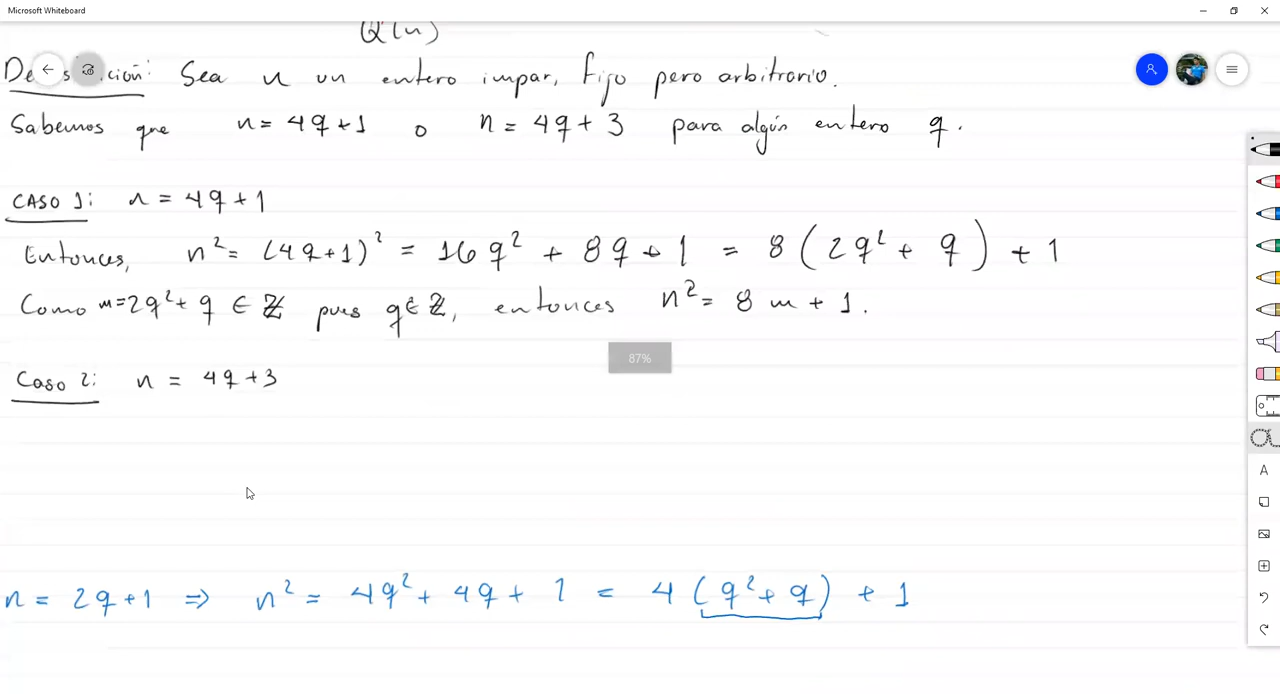 Microsoft Whiteboard
Q(n)
Sea n un entero impar, fijo pero arbitrario.
Sabemos que n = 4q+1 o n = 4q+3 para algún entero q.
CASO 1: n = 4q+1
Entonces, n² = (4q+1)² = 16q² + 8q + 1 = 8(2q² + q) + 1
Como m=2q²+q ∈ ℤ pues q∈ℤ, entonces n² = 8m+1.
87%
Caso 2: n = 4q+3
n = 2q+1 ⇒ n² = 4q² + 4q + 1 = 4(q²+q) + 1
A